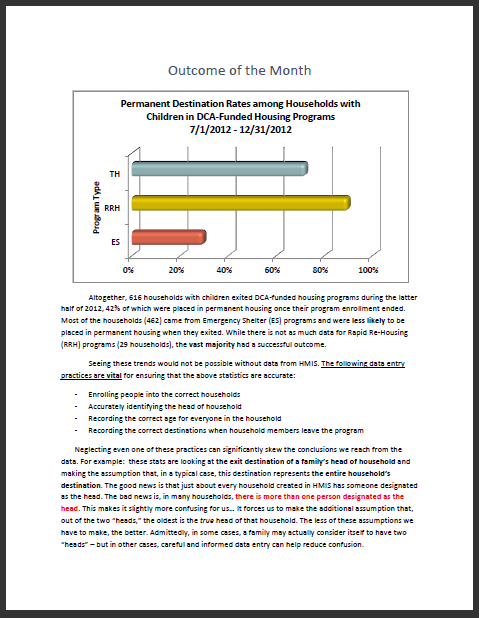 Outcome of the Month
Permanent Destination Rates among Households with
Children in DCA-Funded Housing Programs
7/1/2012 - 12/31/2012
Program Type
TH
RRH
ES
0% 20% 40% 60% 80% 100%
Altogether, 616 households with children exited DCA-funded housing programs during the latter
half of 2012, 42% of which were placed in permanent housing once their program enrollment ended.
Most of the households (462) came from Emergency Shelter (ES) programs and were less likely to be
placed in permanent housing when they exited. While there is not as much data for Rapid Re-Housing
(RRH) programs (29 households), the vast majority had a successful outcome.
Seeing these trends would not be possible without data from HMIS. The following data entry
practices are vital for ensuring that the above statistics are accurate:
- Enrolling people into the correct households
- Accurately identifying the head of household
- Recording the correct age for everyone in the household
- Recording the correct destinations when household members leave the program
Neglecting even one of these practices can significantly skew the conclusions we reach from the
data. For example: these stats are looking at the exit destination of a family's head of household and
making the assumption that, in a typical case, this destination represents the entire household's
destination. The good news is that just about every household created in HMIS has someone designated
as the head. The bad news is, in many households, there is more than one person designated as the
head. This makes it slightly more confusing for us... It forces us to make the additional assumption that,
out of the two "heads," the oldest is the true head of that household. The less of these assumptions we
have to make, the better. Admittedly, in some cases, a family may actually consider itself to have two
"heads" – but in other cases, careful and informed data entry can help reduce confusion.